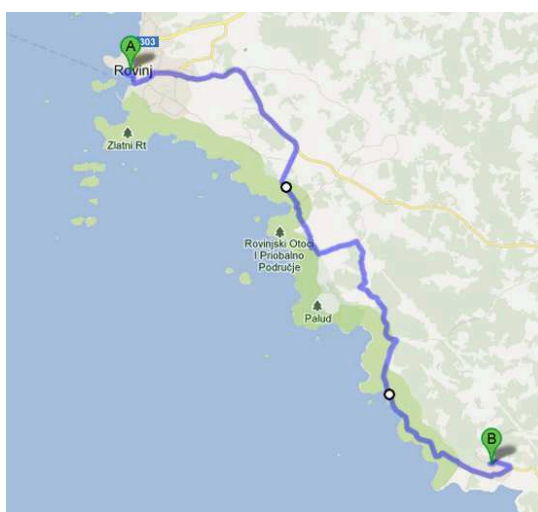 A
303
Rovinj
Zlatni Rt
Rovinjski Otoci
I Priobalno
Područje
Palud
B